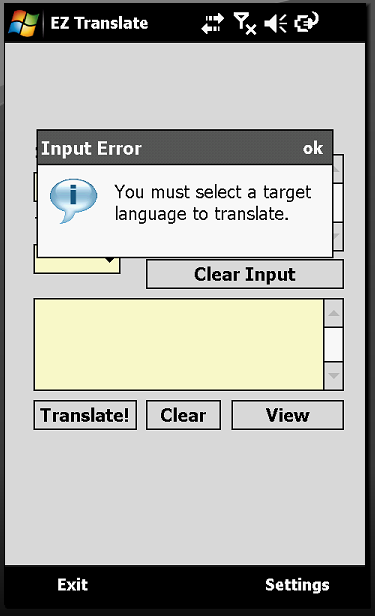 EZ Translate
Input Error
ok
You must select a target
language to translate.
Clear Input
Translate!
Clear
View
Exit
Settings